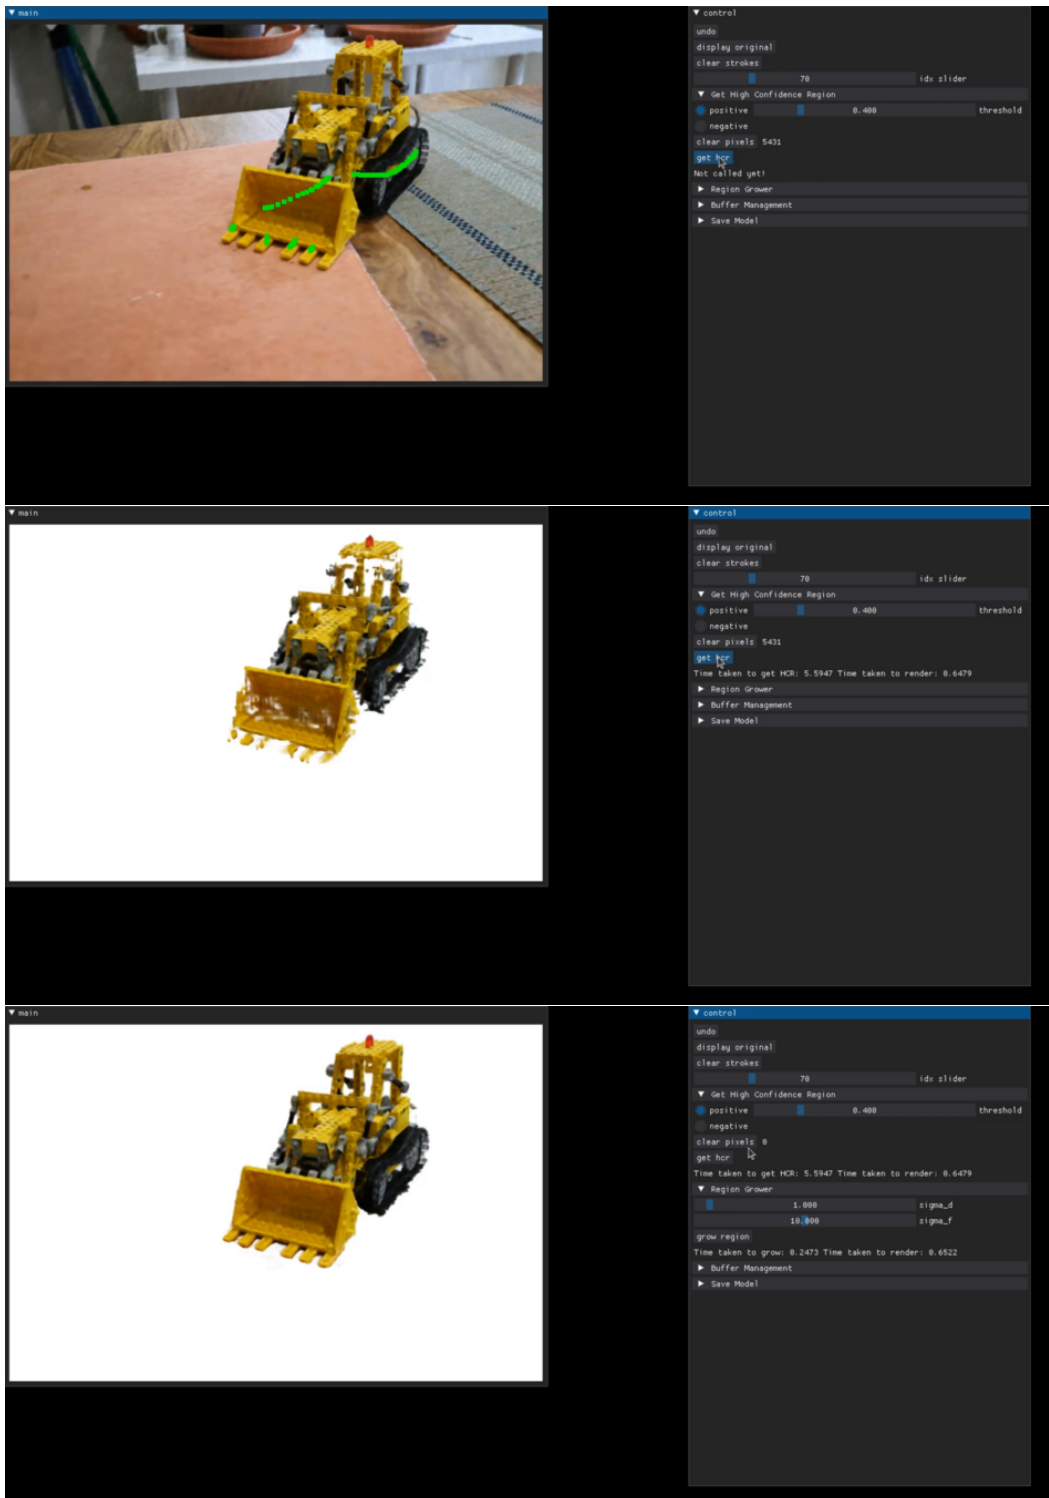 main
control
undo
display original
clear strokes
70 idx slider
Get High Confidence Region
positive 0.400 threshold
negative
clear pixels 5431
get hcr
Not called yet!
Region Grower
Buffer Management
Save Model
main
control
undo
display original
clear strokes
70 idx slider
Get High Confidence Region
positive 0.400 threshold
negative
clear pixels 5431
get hcr
Time taken to get HCR: 5.5947 Time taken to render: 0.6479
Region Grower
Buffer Management
Save Model
main
control
undo
display original
clear strokes
70 idx slider
Get High Confidence Region
positive 0.400 threshold
negative
clear pixels 0
get hcr
Time taken to get HCR: 5.5947 Time taken to render: 0.6479
Region Grower
1.000 sigma_d
10.000 sigma_f
grow region
Time taken to grow: 0.2473 Time taken to render: 0.6522
Buffer Management
Save Model